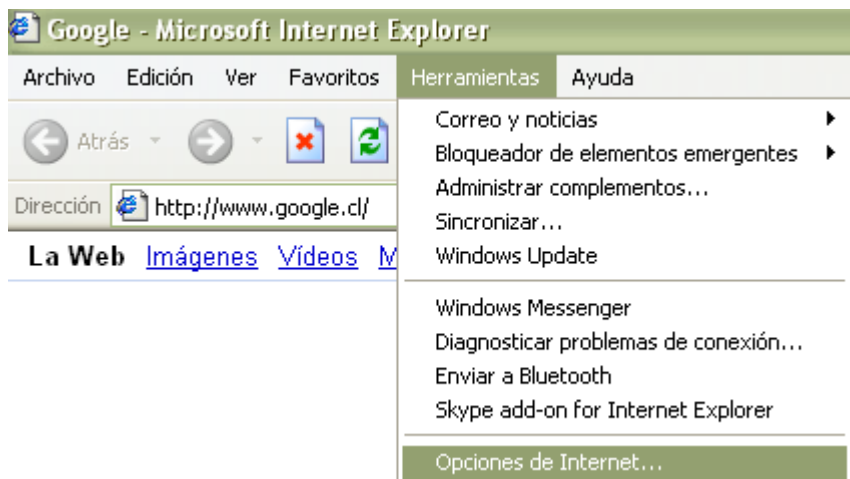 Google - Microsoft Internet Explorer
Archivo Edición Ver Favoritos Herramientas Ayuda
Atrás
Dirección http://www.google.cl/
La Web Imágenes Vídeos M
Correo y noticias
Bloqueador de elementos emergentes
Administrar complementos...
Sincronizar...
Windows Update
Windows Messenger
Diagnosticar problemas de conexión...
Enviar a Bluetooth
Skype add-on for Internet Explorer
Opciones de Internet...